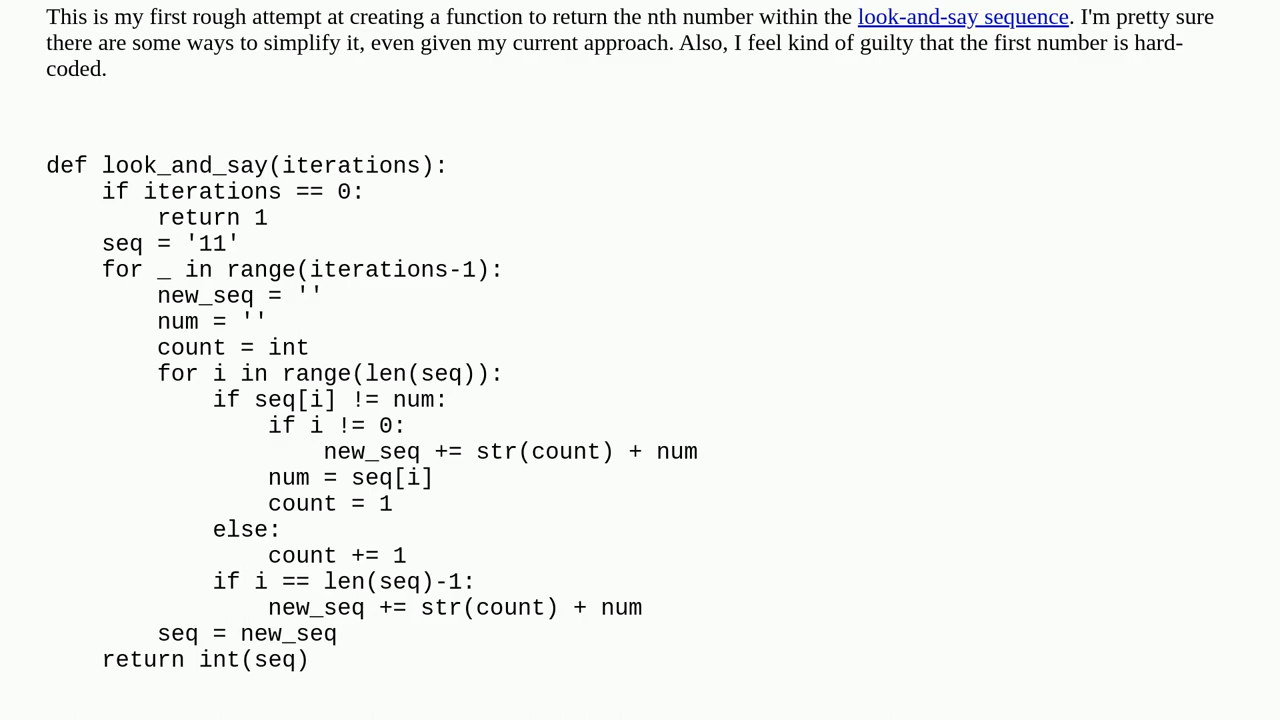 This is my first rough attempt at creating a function to return the nth number within the look-and-say sequence. I'm pretty sure
there are some ways to simplify it, even given my current approach. Also, I feel kind of guilty that the first number is hard-
coded.
def look_and_say(iterations):
    if iterations == 0:
        return 1
    seq = '11'
    for _ in range(iterations-1):
        new_seq = ''
        num = ''
        count = int
        for i in range(len(seq)):
            if seq[i] != num:
                if i != 0:
                    new_seq += str(count) + num
                num = seq[i]
                count = 1
            else:
                count += 1
            if i == len(seq)-1:
                new_seq += str(count) + num
        seq = new_seq
    return int(seq)